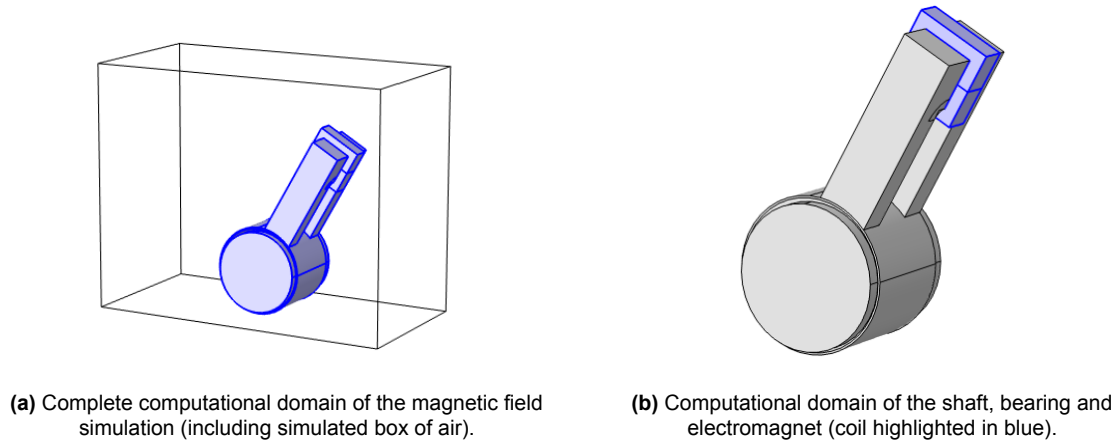 (a) Complete computational domain of the magnetic field
simulation (including simulated box of air).
(b) Computational domain of the shaft, bearing and
electromagnet (coil highlighted in blue).